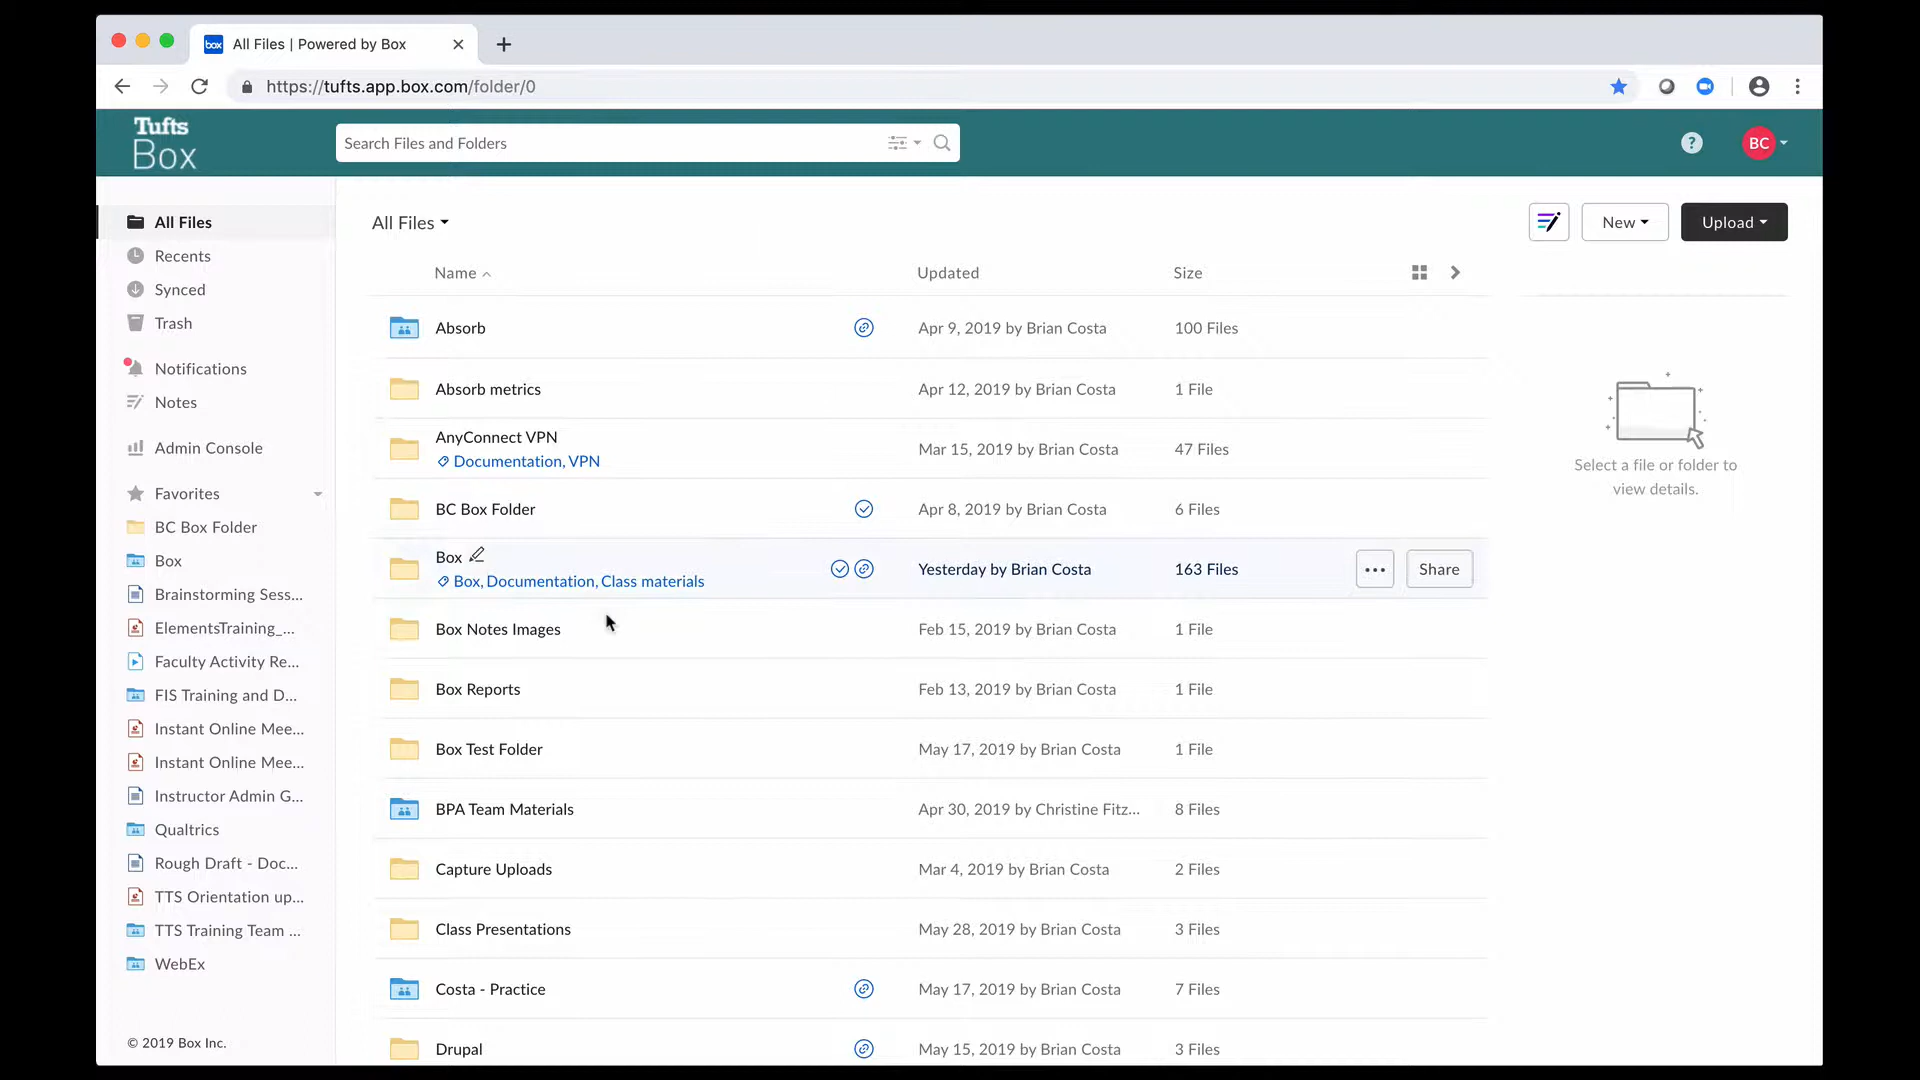 All Files | Powered by Box
https://tufts.app.box.com/folder/0
Tufts
Box
Search Files and Folders
?
BC
All Files
Recents
Synced
Trash
Notifications
Notes
Admin Console
Favorites
BC Box Folder
Box
Brainstorming Sess...
ElementsTraining_...
Faculty Activity Re...
FIS Training and D...
Instant Online Mee...
Instant Online Mee...
Instructor Admin G...
Qualtrics
Rough Draft - Doc...
TTS Orientation up...
TTS Training Team ...
WebEx
© 2019 Box Inc.
All Files
New
Upload
Name Updated Size
Absorb Apr 9, 2019 by Brian Costa 100 Files
Absorb metrics Apr 12, 2019 by Brian Costa 1 File
AnyConnect VPN Mar 15, 2019 by Brian Costa 47 Files
Documentation, VPN
BC Box Folder Apr 8, 2019 by Brian Costa 6 Files
Box Yesterday by Brian Costa 163 Files ... Share
Box, Documentation, Class materials
Box Notes Images Feb 15, 2019 by Brian Costa 1 File
Box Reports Feb 13, 2019 by Brian Costa 1 File
Box Test Folder May 17, 2019 by Brian Costa 1 File
BPA Team Materials Apr 30, 2019 by Christine Fitz... 8 Files
Capture Uploads Mar 4, 2019 by Brian Costa 2 Files
Class Presentations May 28, 2019 by Brian Costa 3 Files
Costa - Practice May 17, 2019 by Brian Costa 7 Files
Drupal May 15, 2019 by Brian Costa 3 Files
Select a file or folder to
view details.